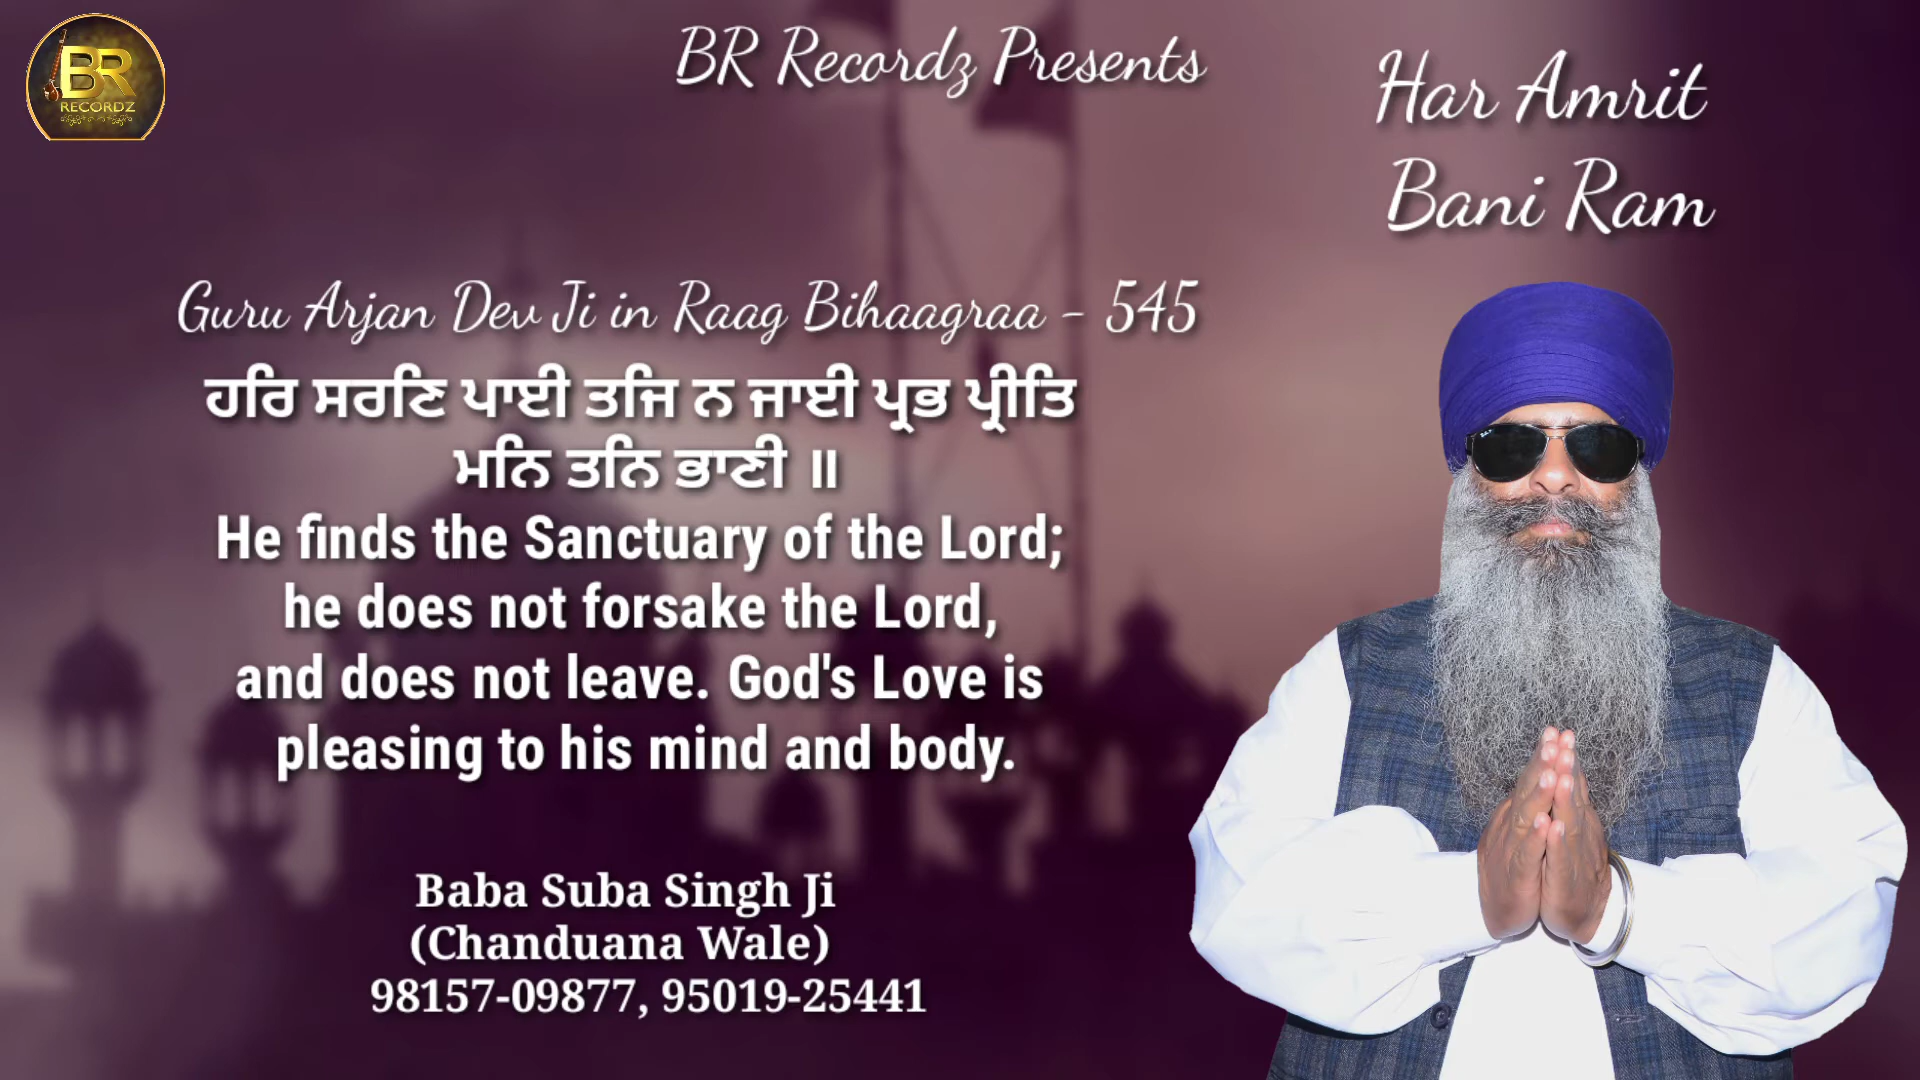 BR
RECORDZ
BR Recordz Presents
Har Amrit
Bani Ram
Guru Arjan Dev Ji in Raag Bihaagraa - 545
ਹਰਿ ਸਰਣਿ ਪਾਈ ਤਜਿ ਨ ਜਾਈ ਪ੍ਰਭ ਪ੍ਰੀਤਿ
ਮਨਿ ਤਨਿ ਭਾਣੀ ॥
He finds the Sanctuary of the Lord;
he does not forsake the Lord,
and does not leave. God's Love is
pleasing to his mind and body.
Baba Suba Singh Ji
(Chanduana Wale)
98157-09877, 95019-25441